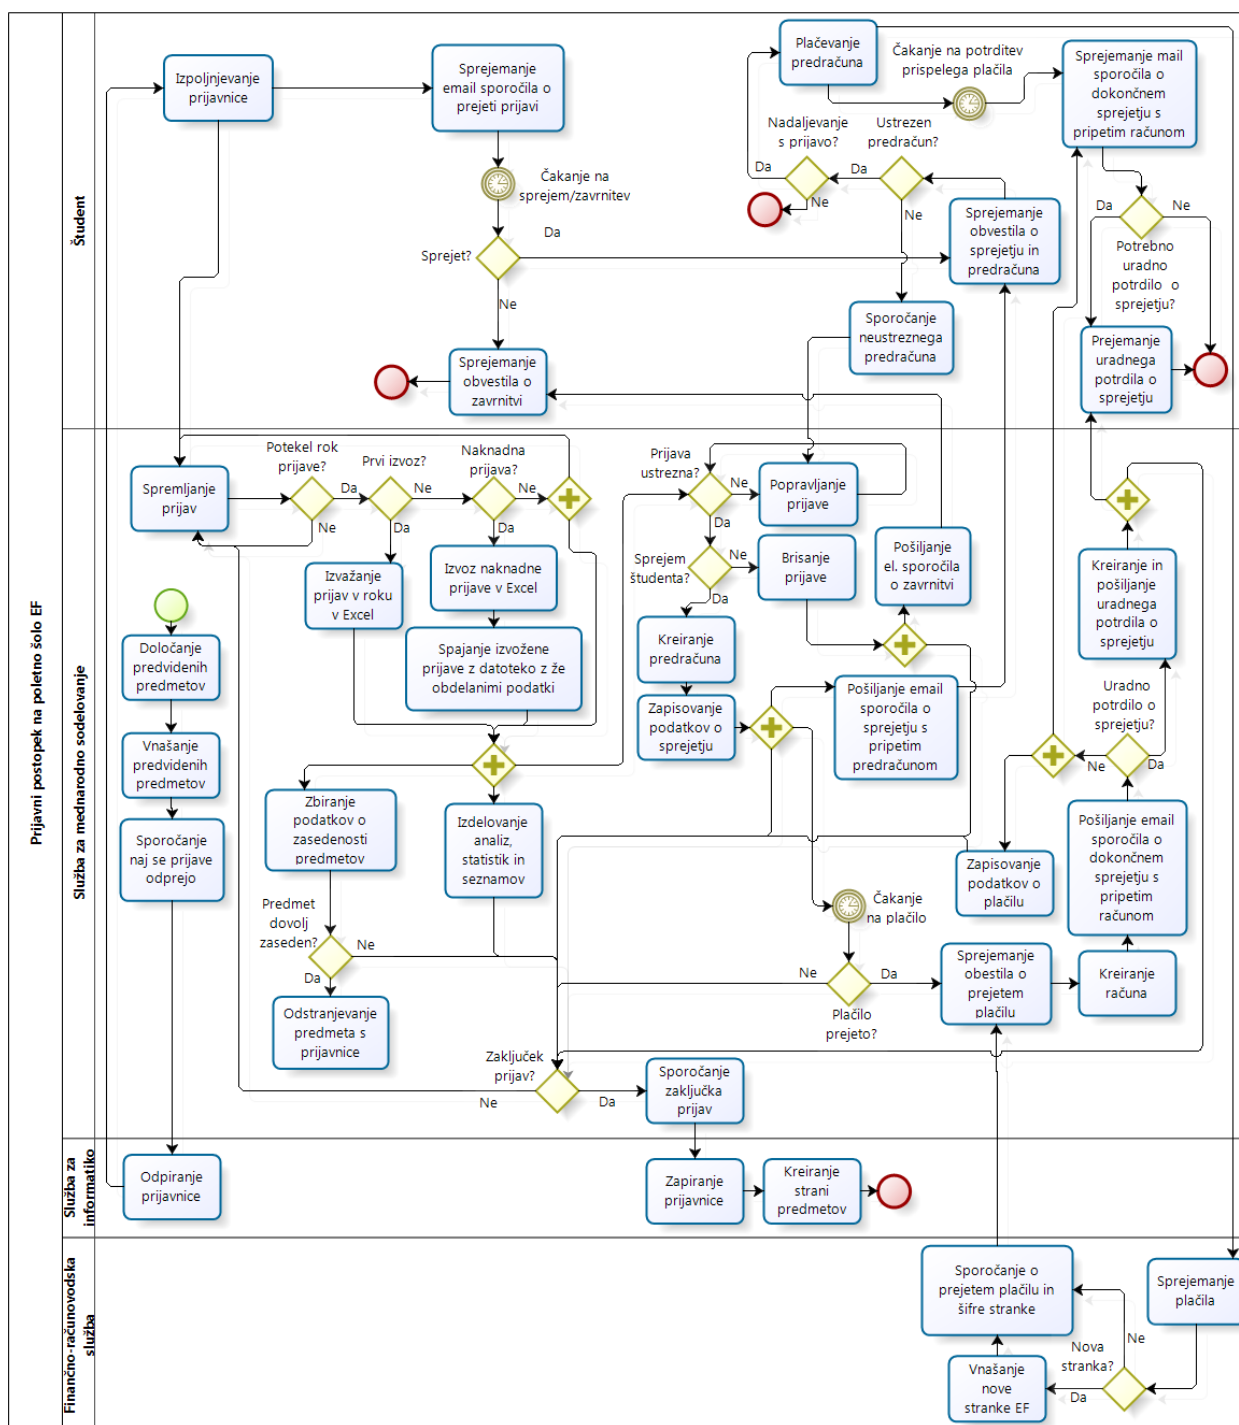 Prijavni postopek na poletno šolo EF
Študent
Izpoljnjevanje
prijavnice
Sprejemanje
email sporočila o
prejeti prijavi
Čakanje na
sprejem/zavrnitev
Sprejet?
Da
Ne
Sprejemanje
obvestila o
zavrnitvi
Plačevanje
predračuna
Čakanje na potrditev
prispelega plačila
Sprejemanje mail
sporočila o
dokončnem
sprejetju s
pripetim računom
Nadaljevanje
s prijavo?
Da
Ne
Ustrezen
predračun?
Da
Ne
Sprejemanje
obvestila o
sprejetju in
predračuna
Sporočanje
neustreznega
predračuna
Da
Ne
Potrebno
uradno
potrdilo o
sprejetju?
Prejemanje
uradnega
potrdila o
sprejetju
Služba za mednarodno sodelovanje
Spremljanje
prijav
Potekel rok
prijave?
Da
Ne
Prvi izvoz?
Ne
Da
Naknadna
prijava?
Ne
Da
Izvažanje
prijav v roku
v Excel
Izvoz naknadne
prijave v Excel
Spajanje izvožene
prijave z datoteko z že
obdelanimi podatki
Prijava
ustrezna?
Ne
Da
Popravljanje
prijave
Sprejem
študenta?
Ne
Da
Brisanje
prijave
Pošiljanje
el. sporočila
o zavrnitvi
Kreiranje
predračuna
Zapisovanje
podatkov o
sprejetju
Pošiljanje email
sporočila o
sprejetju s
pripetim
predračunom
Kreiranje in
pošiljanje
uradnega
potrdila o
sprejetju
Uradno
potrdilo o
sprejetju?
Ne
Da
Določanje
predvidenih
predmetov
Vnašanje
predvidenih
predmetov
Sporočanje
naj se prijave
odprejo
Zbiranje
podatkov o
zasedenosti
predmetov
Izdelovanje
analiz,
statistik in
seznamov
Predmet
dovolj
zaseden?
Ne
Da
Odstranjevanje
predmeta s
prijavnice
Čakanje
na plačilo
Ne
Da
Plačilo
prejeto?
Sprejemanje
obestila o
prejetem
plačilu
Kreiranje
računa
Zapisovanje
podatkov o
plačilu
Pošiljanje email
sporočila o
dokončnem
sprejetju s
pripetim
računom
Zaključek
prijav?
Ne
Da
Sporočanje
zaključka
prijav
Služba za
informatiko
Odpiranje
prijavnice
Zapiranje
prijavnice
Kreiranje
strani
predmetov
Finančno-računovodska
služba
Sporočanje o
prejetem plačilu in
šifre stranke
Sprejemanje
plačila
Nova
stranka?
Ne
Da
Vnašanje
nove
stranke EF